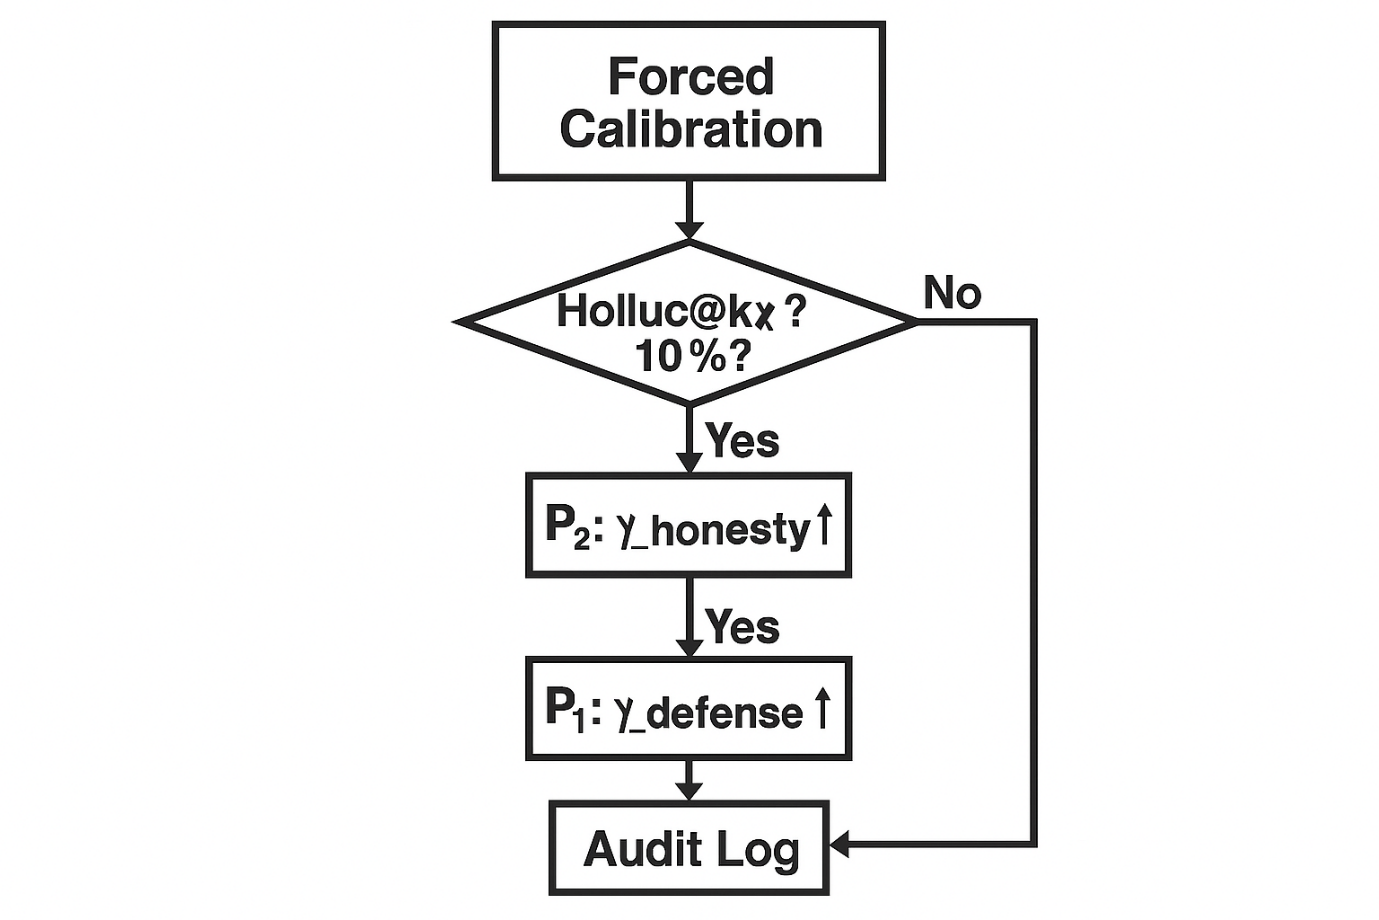 Forced
Calibration
Holluc@kχ ?
10%?
No
Yes
P₂: γ_honesty↑
Yes
P₁: γ_defense↑
Audit Log